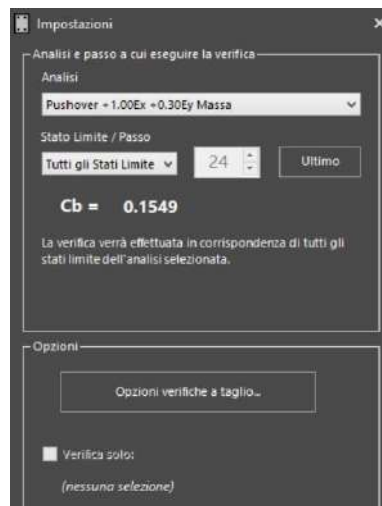 Impostazioni
Analisi e passo a cui eseguire la verifica
Analisi
Pushover +1.00Ex +0.30Ey Massa
Stato Limite / Passo
Tutti gli Stati Limite 24 Ultimo
Cb = 0.1549
La verifica verrà effettuata in corrispondenza di tutti gli
stati limite dell'analisi selezionata.
Opzioni
Opzioni verifiche a taglio...
Verifica solo:
(nessuna selezione)